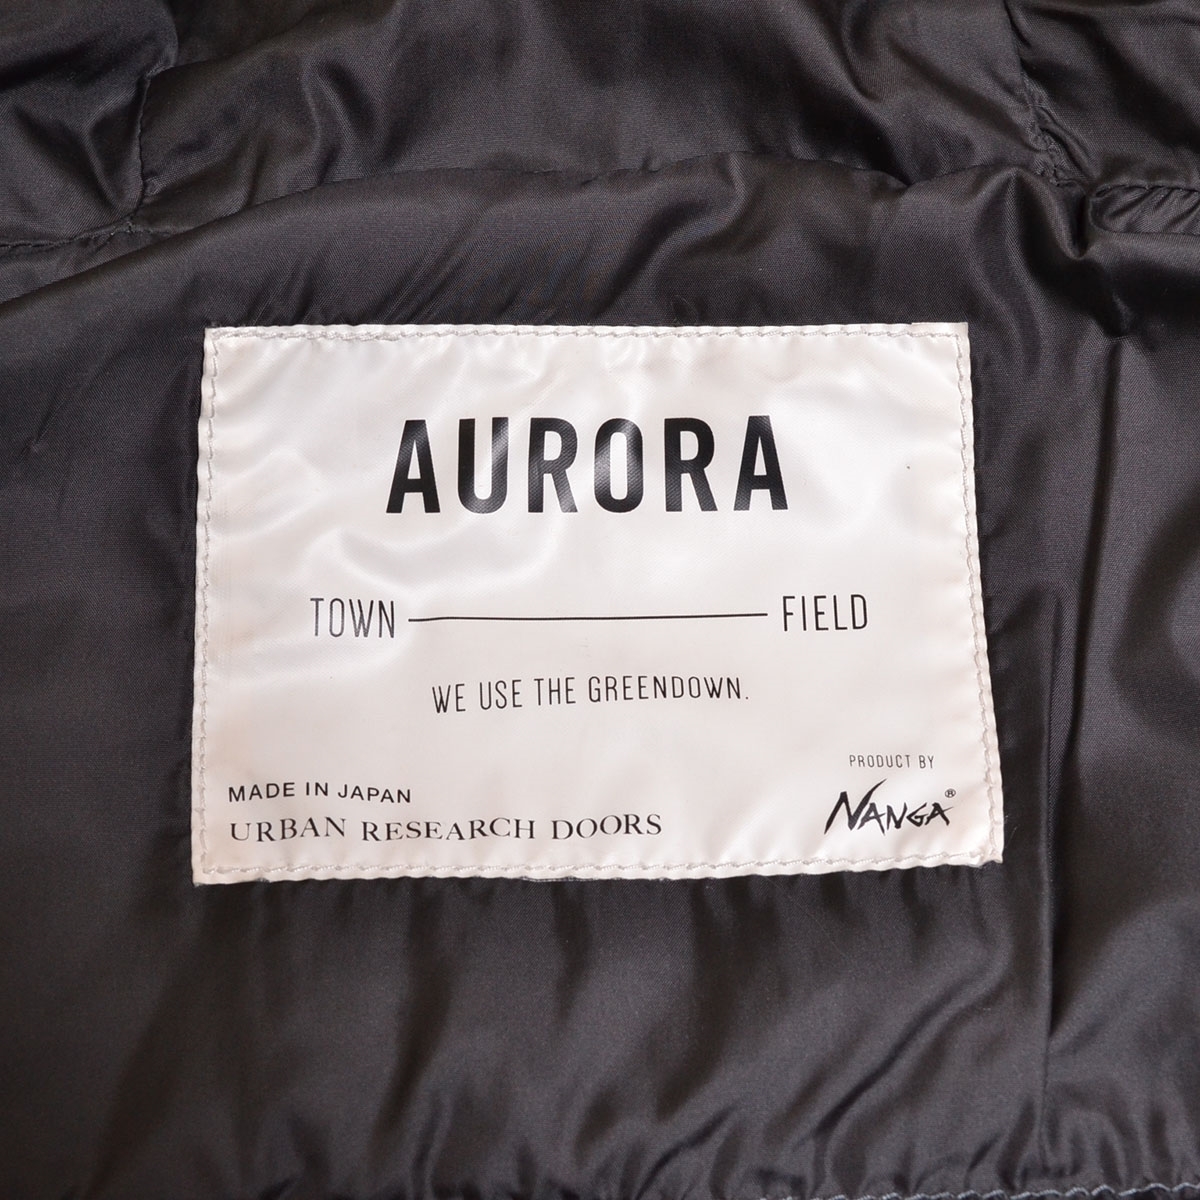 AURORA
TOWN FIELD
WE USE THE GREENDOWN.
PRODUCT BY
NANGA®
MADE IN JAPAN
URBAN RESEARCH DOORS